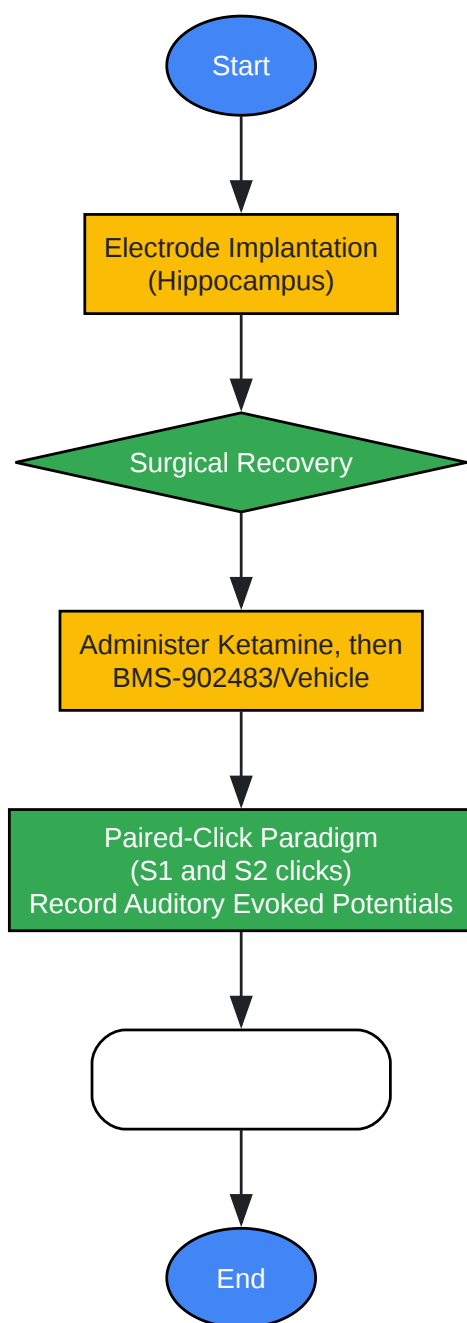 Start
Electrode Implantation
(Hippocampus)
Surgical Recovery
Administer Ketamine, then
BMS-902483/Vehicle
Paired-Click Paradigm
(S1 and S2 clicks)
Record Auditory Evoked Potentials
End